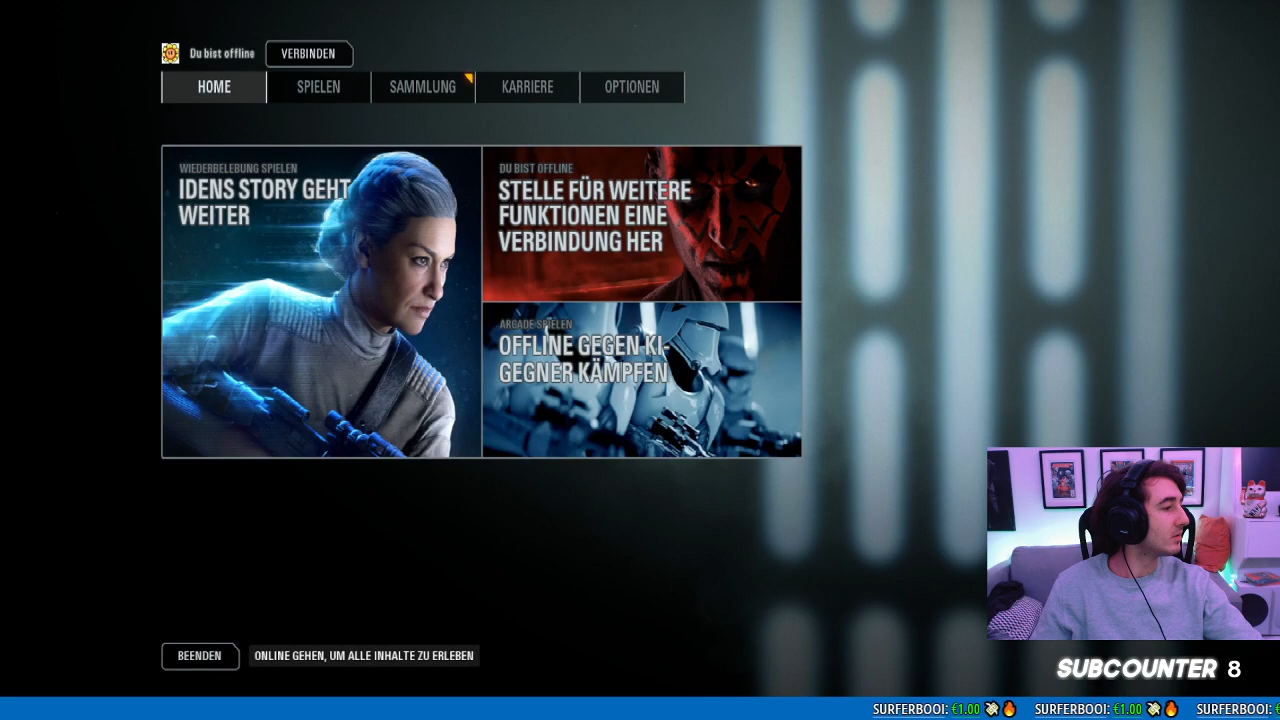 Du bist offline
VERBINDEN
HOME
SPIELEN
SAMMLUNG
KARRIERE
OPTIONEN
WIEDERBELEBUNG SPIELEN
IDENS STORY GEHT
WEITER
DU BIST OFFLINE
STELLE FÜR WEITERE
FUNKTIONEN EINE
VERBINDUNG HER
ARCADE SPIELEN
OFFLINE GEGEN KI-
GEGNER KÄMPFEN
BEENDEN
ONLINE GEHEN, UM ALLE INHALTE ZU ERLEBEN
SUBCOUNTER 8
SURFERBOOI: €1.00 SURFERBOOI: €1.00 SURFERBOOI: €